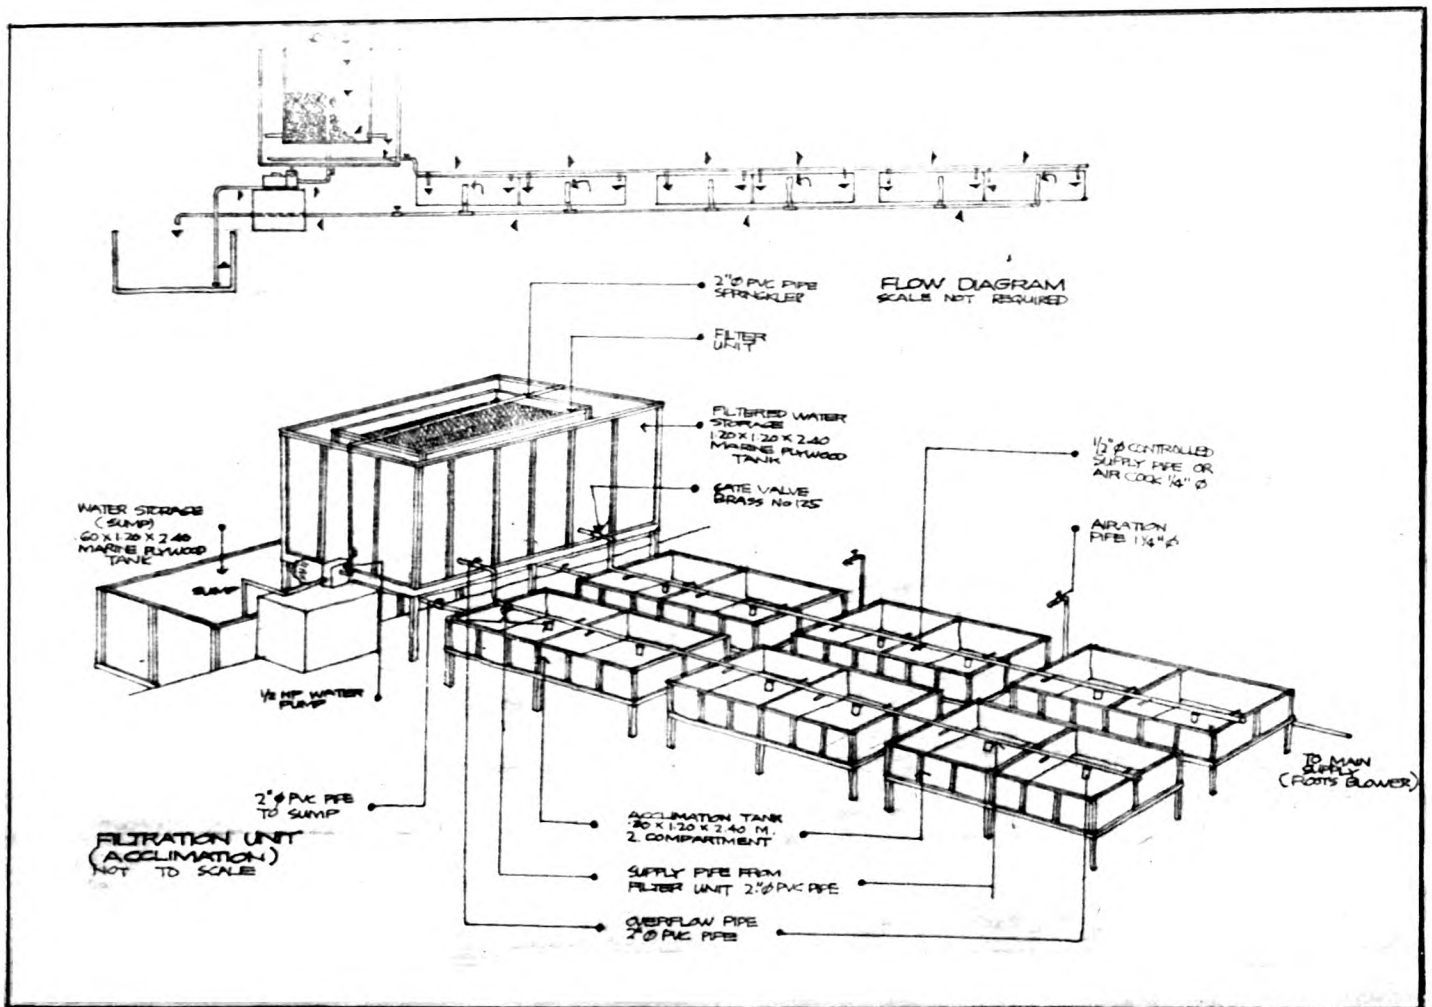 FLOW DIAGRAM
SCALE NOT REQUIRED
2"Ø PVC PIPE
SPRINGKLER
FILTER
UNIT
FILTERED WATER
STORAGE
1.20 X 1.20 X 2.40
MARINE PLYWOOD
TANK
GATE VALVE
BRASS No 125
1/2" Ø CONTROLLED
SUPPLY PIPE OR
AIR COCK 1/4" Ø
AIRATION
PIPE 1 1/4" Ø
WATER STORAGE
(SUMP)
.60 X 1.20 X 2.40
MARINE PLYWOOD
TANK
SUMP
1/2 HP WATER
PUMP
TO MAIN
SUPPLY
(ROOTS BLOWER)
2"Ø PVC PIPE
TO SUMP
FILTRATION UNIT
(ACCLIMATION)
NOT TO SCALE
ACCLIMATION TANK
X 1.20 X 2.40 M.
2. COMPARTMENT
SUPPLY PIPE FROM
FILTER UNIT 2"Ø PVC PIPE
OVERFLOW PIPE
2"Ø PVC PIPE